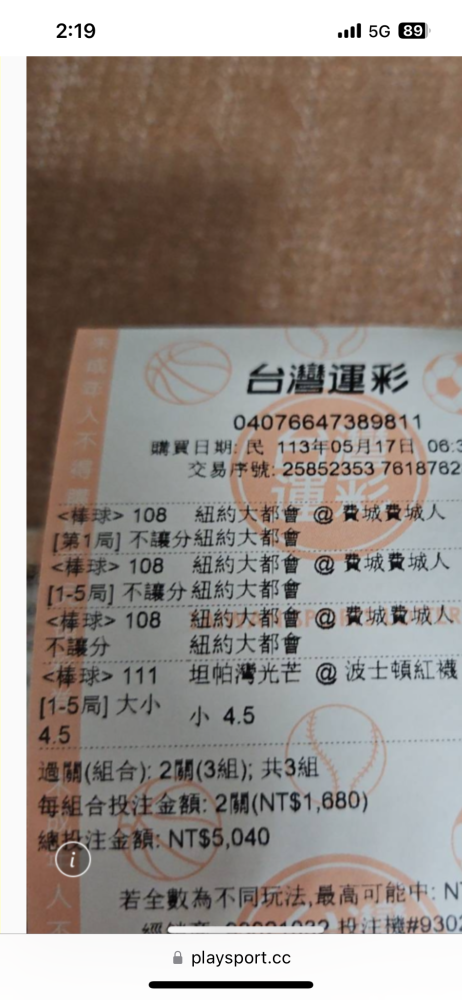 2:19
5G 89
台灣運彩
04076647389811
購買日期: 民 113年05月17日 06:3
交易序號: 25852353 7618762
<棒球> 108 紐約大都會 @ 費城費城人
[第1局] 不讓分 紐約大都會
<棒球> 108 紐約大都會 @ 費城費城人
[1-5局] 不讓分 紐約大都會
<棒球> 108 紐約大都會 @ 費城費城人
不讓分 紐約大都會
<棒球> 111 坦帕灣光芒 @ 波士頓紅襪
[1-5局] 大小 小 4.5
4.5
過關(組合): 2關(3組); 共3組
每組合投注金額: 2關(NT$1,680)
總投注金額: NT$5,040
若全數為不同玩法,最高可能中: N
投注機#9302
playsport.cc